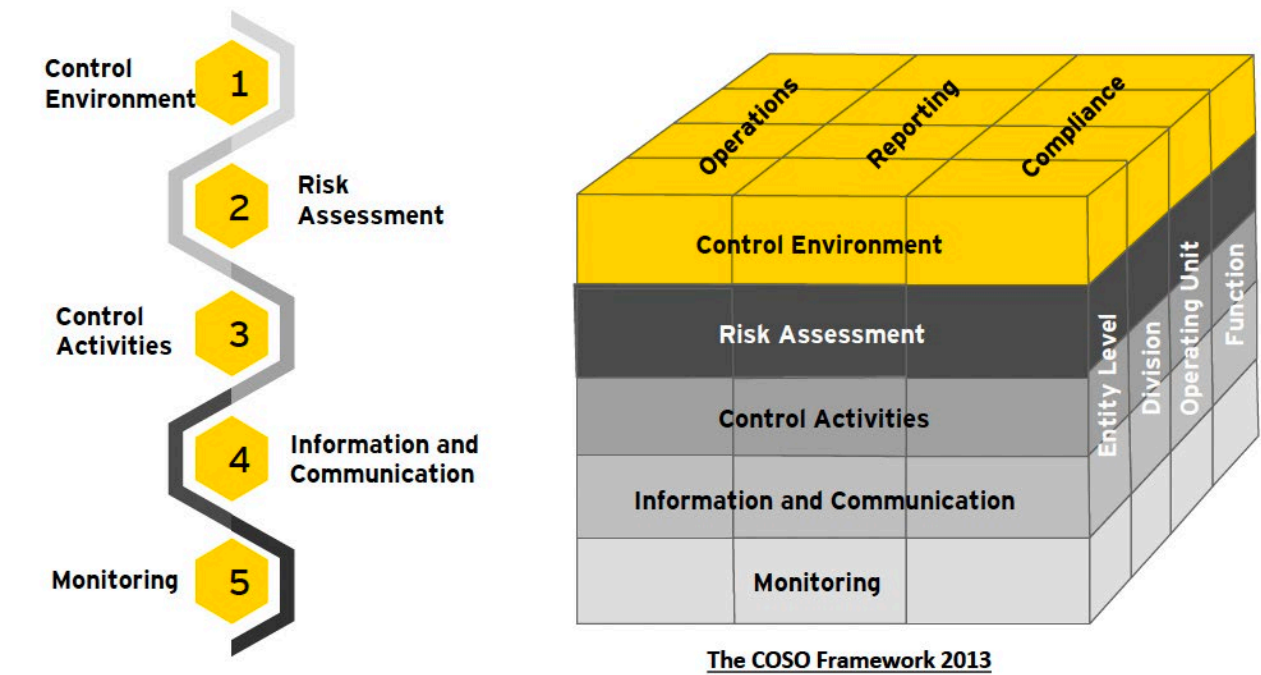 Control
Environment
1
2
Risk
Assessment
Control
Activities
3
4
Information and
Communication
Monitoring
5
Operations
Reporting
Compliance
Control Environment
Risk Assessment
Control Activities
Information and Communication
Monitoring
Entity Level
Division
Operating Unit
Function
The COSO Framework 2013